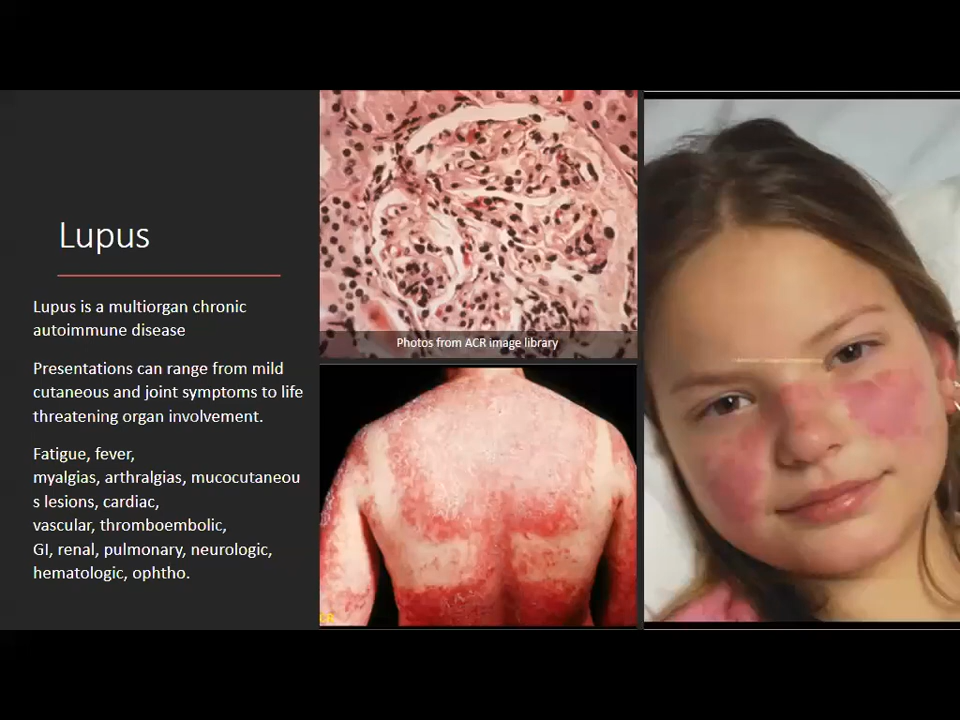 Lupus
Lupus is a multiorgan chronic
autoimmune disease
Presentations can range from mild
cutaneous and joint symptoms to life
threatening organ involvement.
Fatigue, fever,
myalgias, arthralgias, mucocutaneou
s lesions, cardiac,
vascular, thromboembolic,
GI, renal, pulmonary, neurologic,
hematologic, ophtho.
Photos from ACR image library